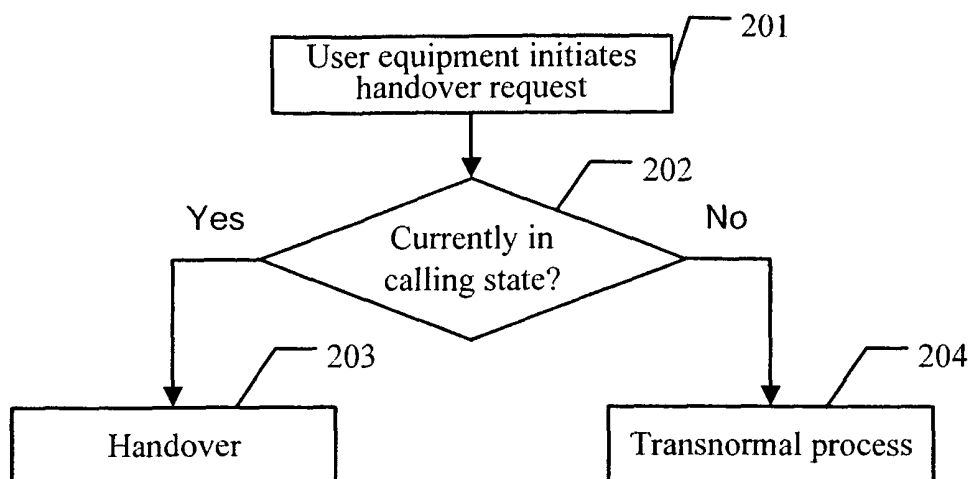 201
User equipment initiates
handover request
202
Yes
No
Currently in
calling state?
203
204
Handover
Transnormal process